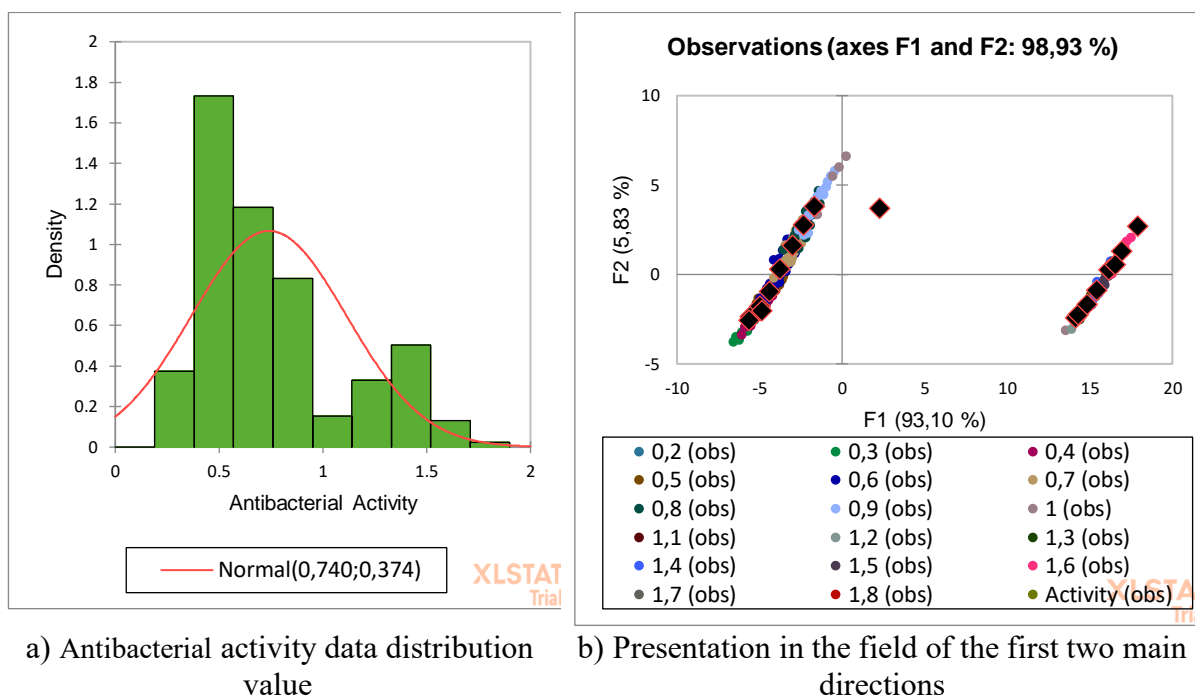 2
1.8
1.6
1.4
1.2
1
0.8
0.6
0.4
0.2
0
Density
0
0.5
1
1.5
2
Antibacterial Activity
Normal(0,740;0,374)
XLSTAT
Trial
a) Antibacterial activity data distribution
value
Observations (axes F1 and F2: 98,93 %)
10
5
0
-5
F2 (5,83 %)
-10
-5
0
5
10
15
20
F1 (93,10 %)
0,2 (obs)
0,3 (obs)
0,4 (obs)
0,5 (obs)
0,6 (obs)
0,7 (obs)
0,8 (obs)
0,9 (obs)
1 (obs)
1,1 (obs)
1,2 (obs)
1,3 (obs)
1,4 (obs)
1,5 (obs)
1,6 (obs)
1,7 (obs)
1,8 (obs)
Activity (obs)
XLSTAT
Trial
b) Presentation in the field of the first two main
directions